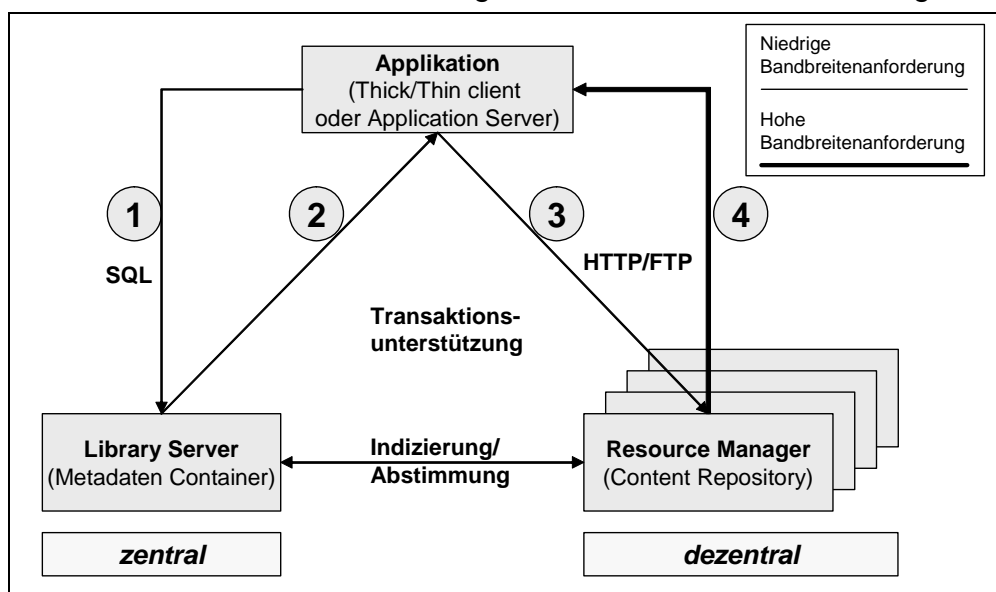 Applikation
(Thick/Thin client
oder Application Server)
Niedrige
Bandbreitenanforderung
Hohe
Bandbreitenanforderung
1
2
3
4
SQL
HTTP/FTP
Transaktions-
unterstützung
Library Server
(Metadaten Container)
Indizierung/
Abstimmung
Resource Manager
(Content Repository)
zentral
dezentral